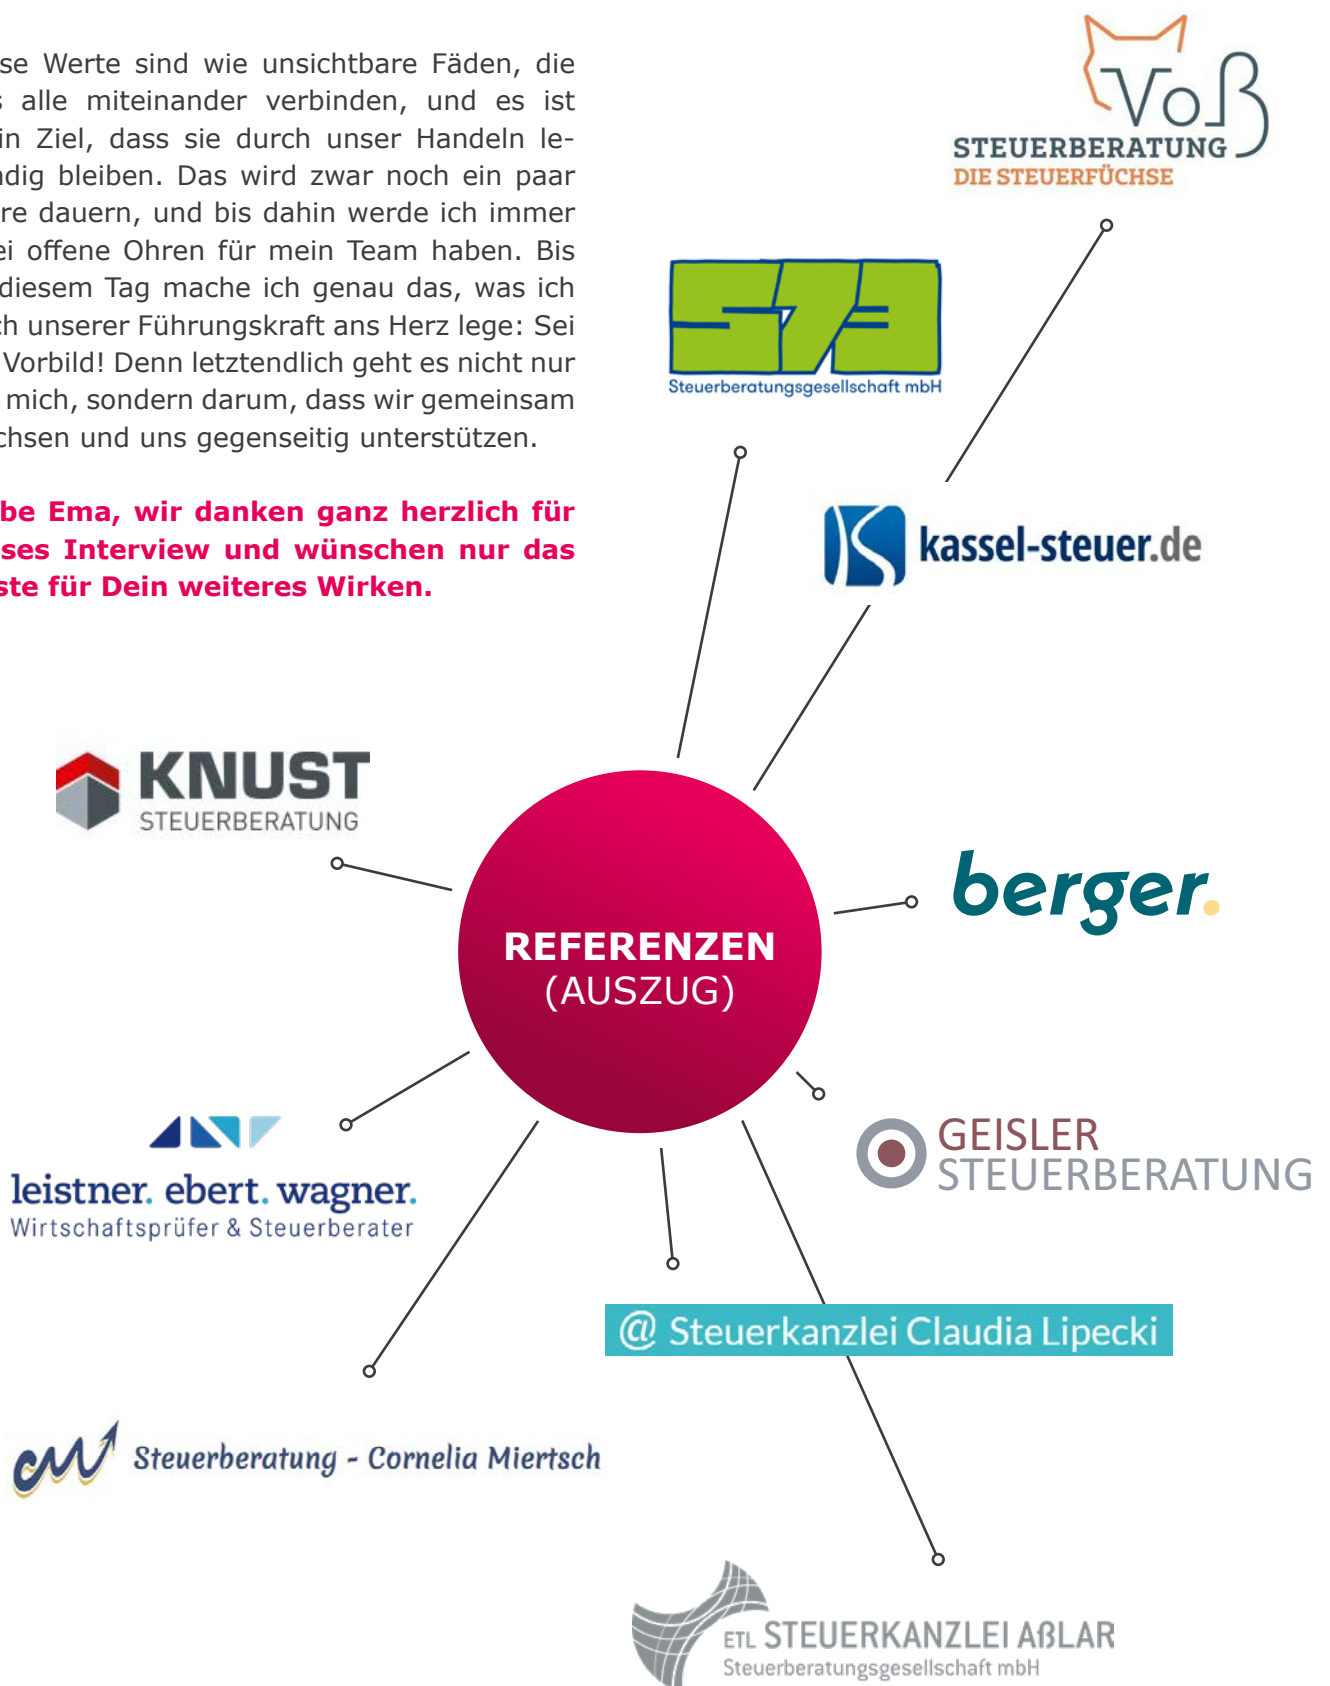 se Werte sind wie unsichtbare Fäden, die
s alle miteinander verbinden, und es ist
in Ziel, dass sie durch unser Handeln le-
ndig bleiben. Das wird zwar noch ein paar
re dauern, und bis dahin werde ich immer
ei offene Ohren für mein Team haben. Bis
diesem Tag mache ich genau das, was ich
ch unserer Führungskraft ans Herz lege: Sei
Vorbild! Denn letztendlich geht es nicht nur
mich, sondern darum, dass wir gemeinsam
chsen und uns gegenseitig unterstützen.
be Ema, wir danken ganz herzlich für
ses Interview und wünschen nur das
ste für Dein weiteres Wirken.
Voß
STEUERBERATUNG
DIE STEUERFÜCHSE
S73
Steuerberatungsgesellschaft mbH
kassel-steuer.de
KNUST
STEUERBERATUNG
berger.
REFERENZEN
(AUSZUG)
leistner. ebert. wagner.
Wirtschaftsprüfer & Steuerberater
GEISLER
STEUERBERATUNG
@ Steuerkanzlei Claudia Lipecki
cm Steuerberatung - Cornelia Miertsch
ETL STEUERKANZLEI AßLAR
Steuerberatungsgesellschaft mbH